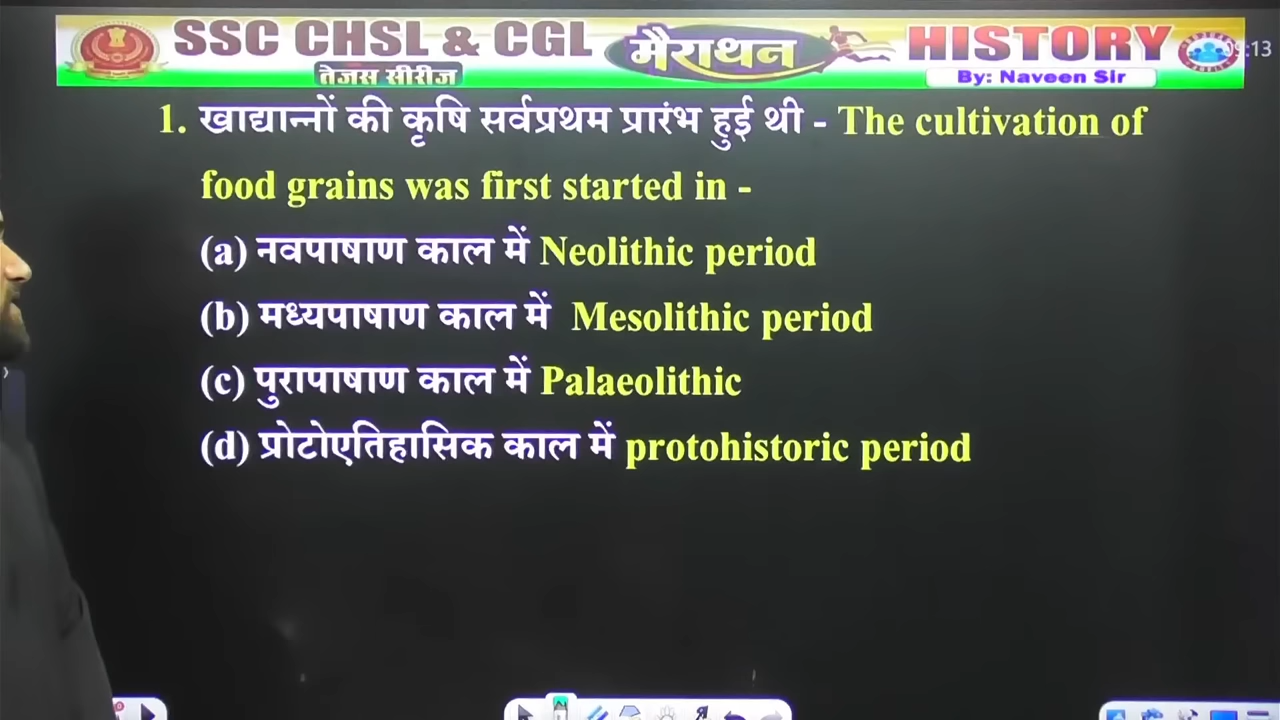 SSC CHSL & CGL
तेजस सीरीज
मैराथन
HISTORY
By: Naveen Sir
:13
1. खाद्यान्नों की कृषि सर्वप्रथम प्रारंभ हुई थी - The cultivation of
food grains was first started in -
(a) नवपाषाण काल में Neolithic period
(b) मध्यपाषाण काल में Mesolithic period
(c) पुरापाषाण काल में Palaeolithic
(d) प्रोटोएतिहासिक काल में protohistoric period